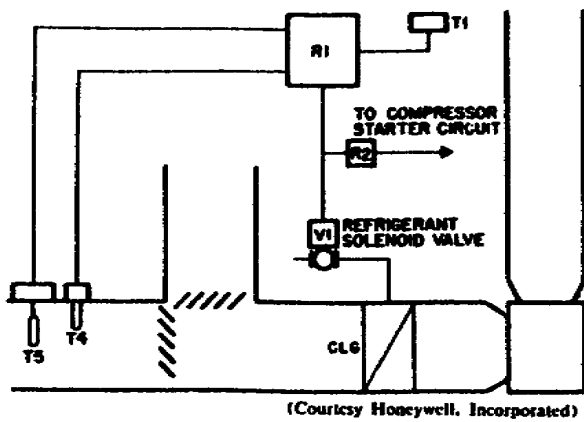 T1
R1
TO COMPRESSOR
STARTER CIRCUIT
R2
REFRIGERANT
SOLENOID VALVE
V1
T5
T4
CLG
(Courtesy Honeywell, Incorporated)